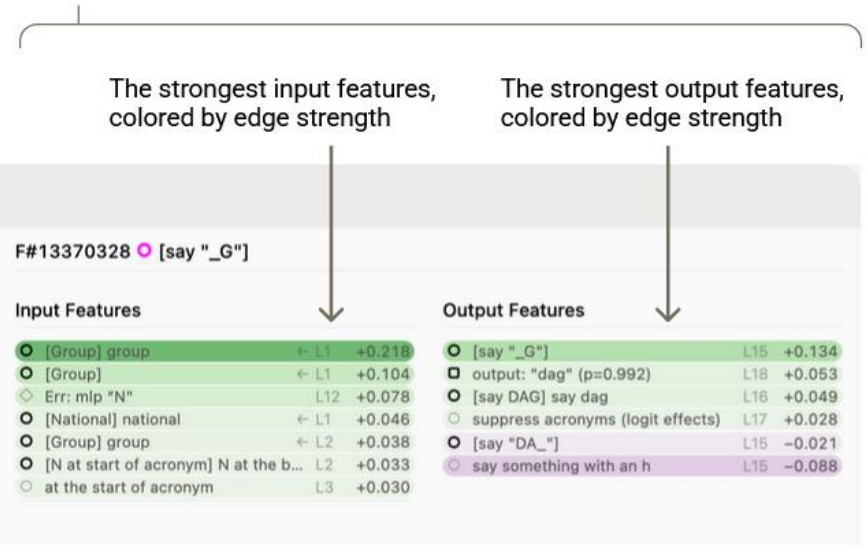 The strongest input features,
colored by edge strength
The strongest output features,
colored by edge strength
F#13370328 [say "_G"]
Input Features
[Group] group ← L1 +0.218
[Group] ← L1 +0.104
Err: mlp "N" L12 +0.078
[National] national ← L1 +0.046
[Group] group ← L2 +0.038
[N at start of acronym] N at the b... L2 +0.033
at the start of acronym L3 +0.030
Output Features
[say "_G"] L15 +0.134
output: "dag" (p=0.992) L18 +0.053
[say DAG] say dag L16 +0.049
suppress acronyms (logit effects) L17 +0.028
[say "DA_"] L15 −0.021
say something with an h L15 −0.088